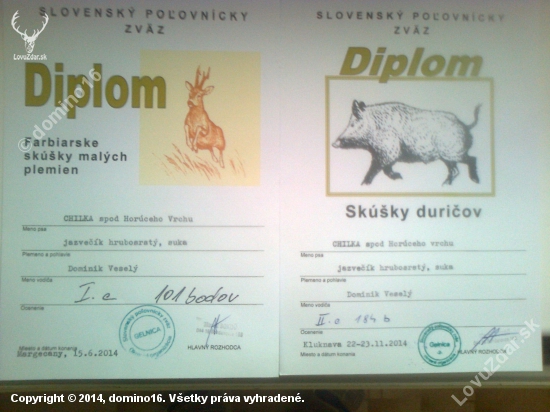 LovuZdar.sk
SLOVENSKÝ POĽOVNÍCKY
ZVÄZ
Diplom
Farbiarske
skúšky malých
plemien
CHILKA spod Horúceho Vrchu
Meno psa
jazvečík hrubosrstý, suka
Plemeno a pohlavie
Dominik Veselý
Meno vodiča
I. c 101 bodov
Ocenenie
GELNICA
Margecany, 15.6.2014
Miesto a dátum konania
HLAVNÝ ROZHODCA
SLOVENSKÝ POĽOVNÍCKY
ZVÄZ
Diplom
Skúšky duričov
CHILKA spod Horúceho vrchu
Meno psa
jazvečík hrubosrstý, suka
Plemeno a pohlavie
Dominik Veselý
Meno vodiča
II. c 184 b
Ocenenie
Gelnica
Kluknava 22-23.11.2014
Miesto a dátum konania
HLAVNÝ ROZHODCA
© domino16
LovuZdar.sk
Copyright © 2014, domino16. Všetky práva vyhradené.